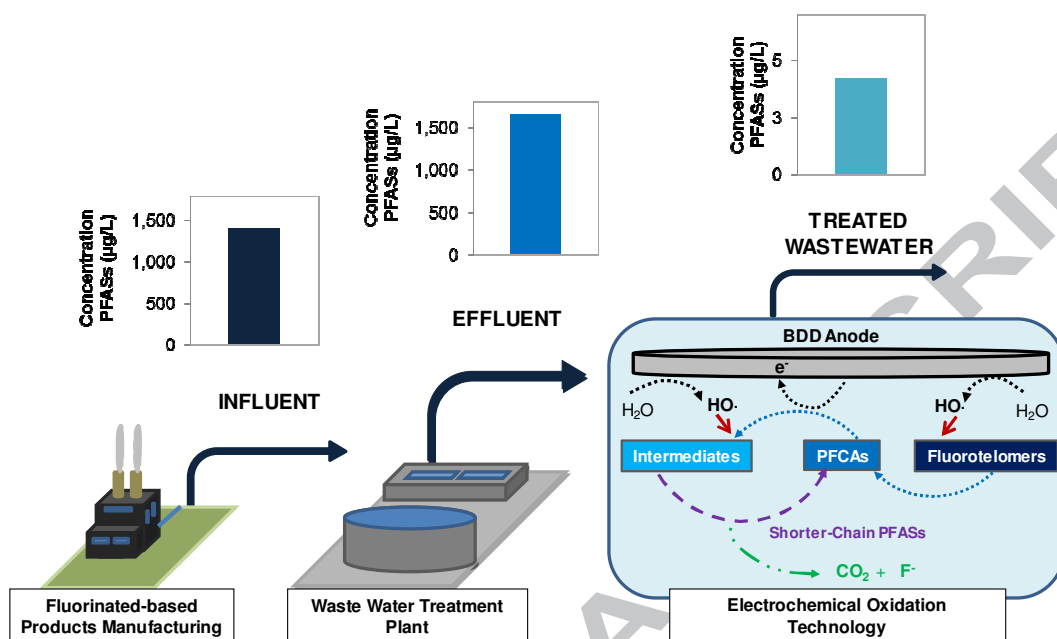 Concentration
PFASs (µg/L)
1,500
1,000
500
0
INFLUENT
Fluorinated-based
Products Manufacturing
Concentration
PFASs (µg/L)
1,500
1,000
500
0
EFFLUENT
Waste Water Treatment
Plant
Concentration
PFASs (µg/L)
5
3
0
TREATED
WASTEWATER
BDD Anode
e-
H2O
HO·
HO·
H2O
Intermediates
PFCAs
Fluorotelomers
Shorter-Chain PFASs
CO2 + F-
Electrochemical Oxidation
Technology